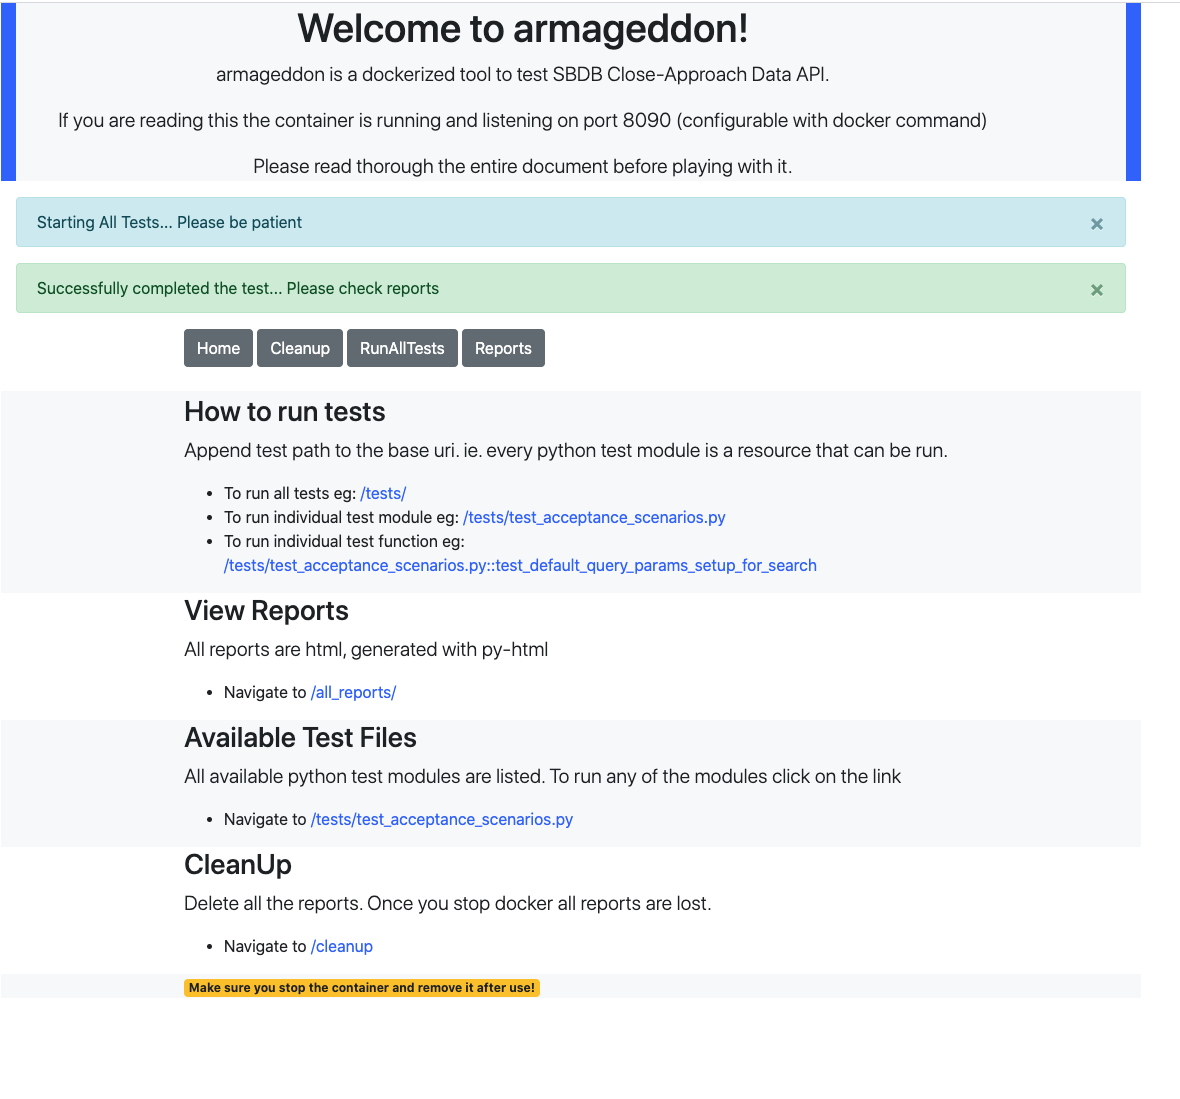 Welcome to armageddon!
armageddon is a dockerized tool to test SBDB Close-Approach Data API.
If you are reading this the container is running and listening on port 8090 (configurable with docker command)
Please read thorough the entire document before playing with it.
Starting All Tests... Please be patient ×
Successfully completed the test... Please check reports ×
Home Cleanup RunAllTests Reports
How to run tests
Append test path to the base uri. ie. every python test module is a resource that can be run.
• To run all tests eg: /tests/
• To run individual test module eg: /tests/test_acceptance_scenarios.py
• To run individual test function eg:
/tests/test_acceptance_scenarios.py::test_default_query_params_setup_for_search
View Reports
All reports are html, generated with py-html
• Navigate to /all_reports/
Available Test Files
All available python test modules are listed. To run any of the modules click on the link
• Navigate to /tests/test_acceptance_scenarios.py
CleanUp
Delete all the reports. Once you stop docker all reports are lost.
• Navigate to /cleanup
Make sure you stop the container and remove it after use!